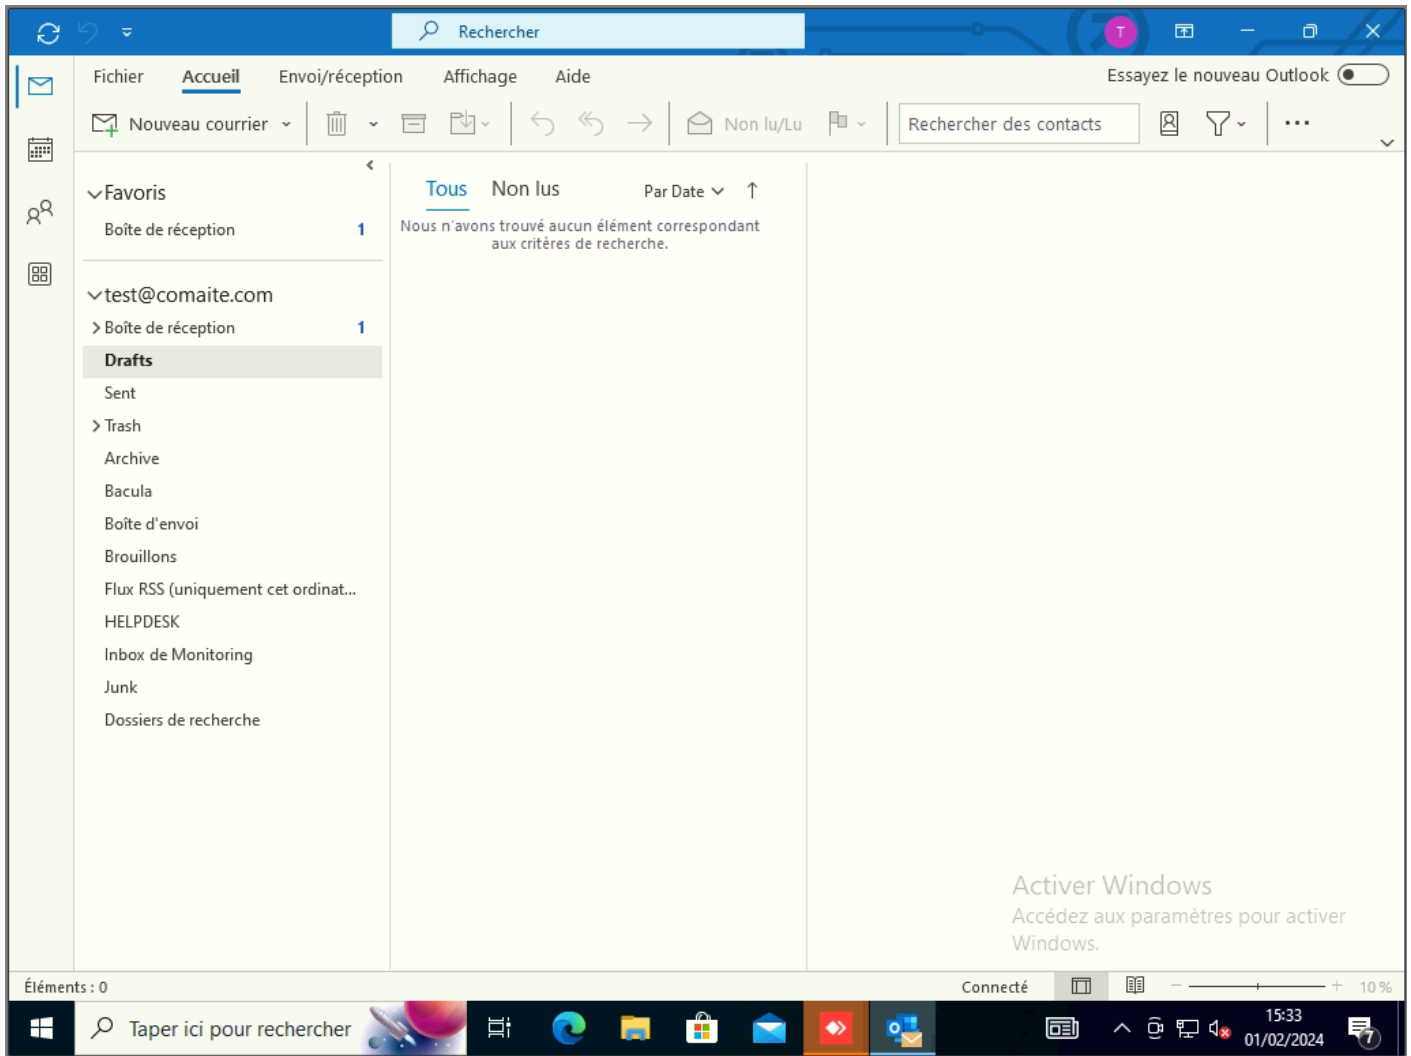 Rechercher
T
Fichier Accueil Envoi/réception Affichage Aide
Essayez le nouveau Outlook
Nouveau courrier
Non lu/Lu
Rechercher des contacts
Favoris
Boîte de réception 1
test@comaite.com
Boîte de réception 1
Drafts
Sent
Trash
Archive
Bacula
Boîte d'envoi
Brouillons
Flux RSS (uniquement cet ordinat...
HELPDESK
Inbox de Monitoring
Junk
Dossiers de recherche
Tous Non lus Par Date
Nous n'avons trouvé aucun élément correspondant
aux critères de recherche.
Activer Windows
Accédez aux paramètres pour activer
Windows.
Éléments : 0
Connecté
10 %
Taper ici pour rechercher
15:33
01/02/2024
7